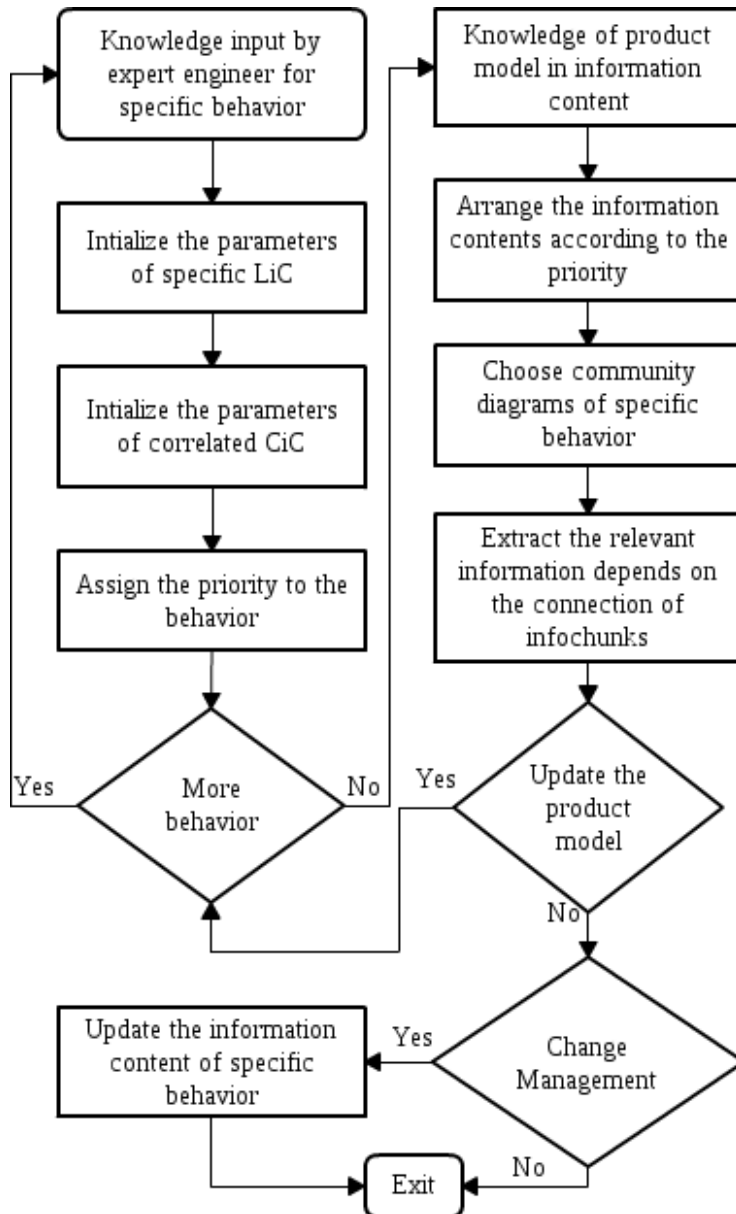 Knowledge input by
expert engineer for
specific behavior
Intialize the parameters
of specific LiC
Intialize the parameters
of correlated CiC
Assign the priority to the
behavior
More
behavior
Yes
No
Knowledge of product
model in information
content
Arrange the information
contents according to the
priority
Choose community
diagrams of specific
behavior
Extract the relevant
information depends on
the connection of
infochunks
Update the
product
model
Yes
No
Change
Management
Yes
No
Update the information
content of specific
behavior
Exit